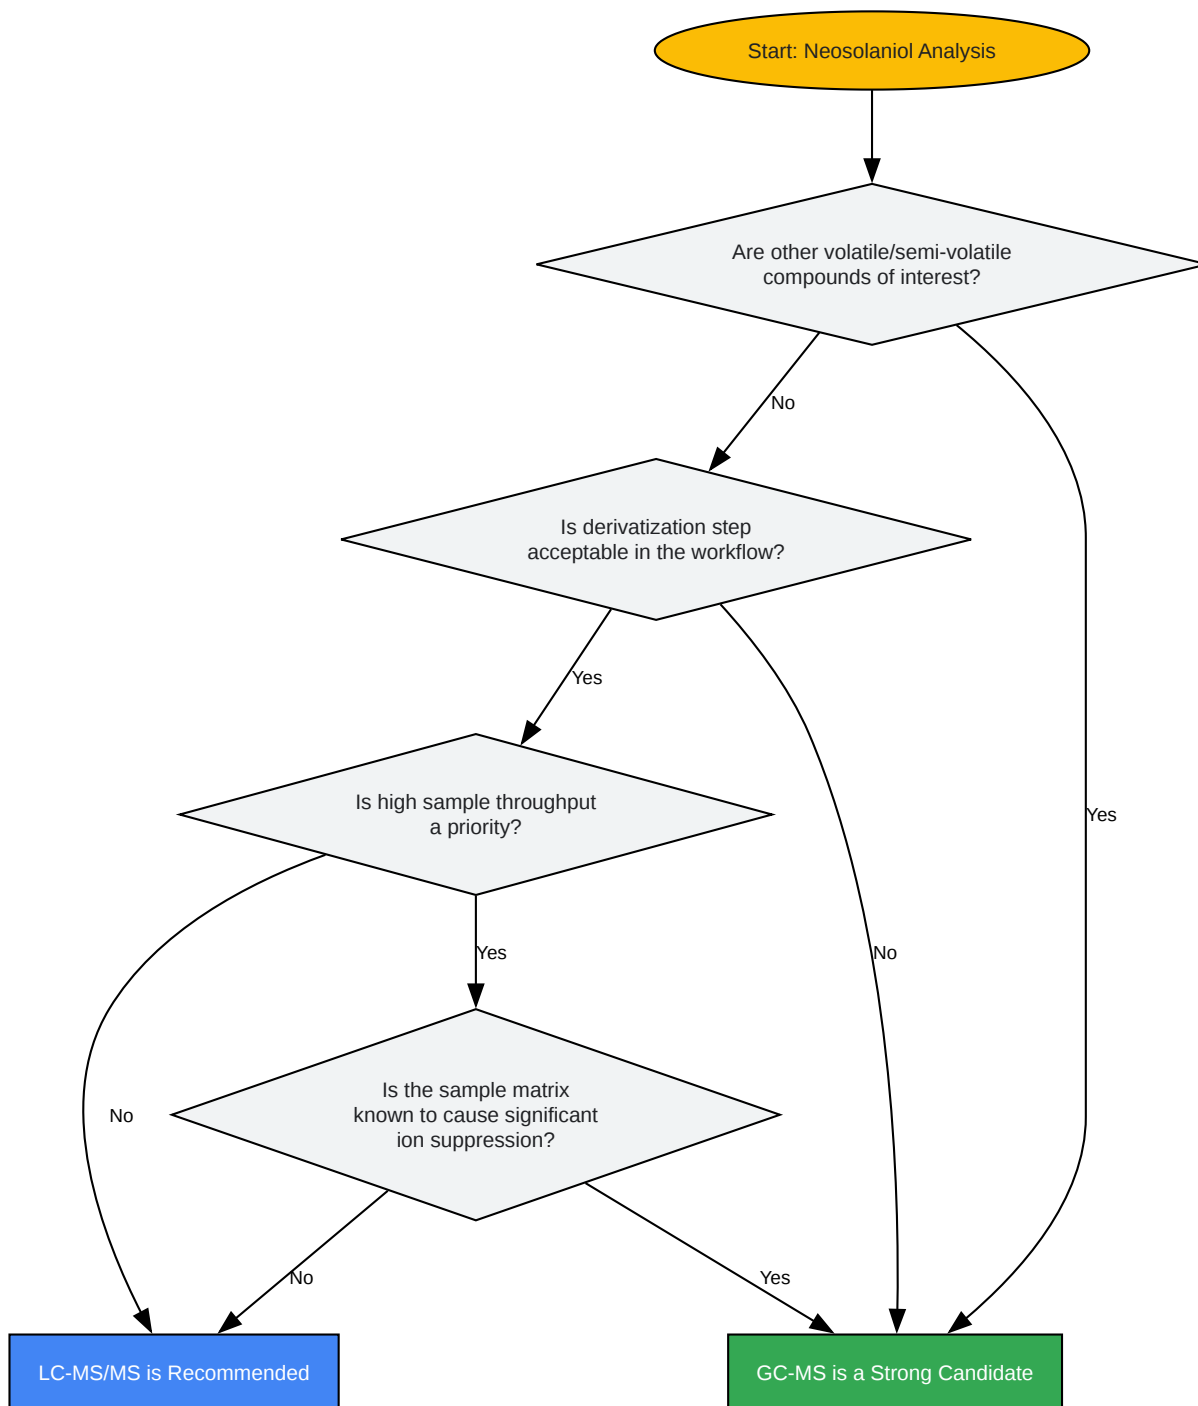 Start: Neosolaniol Analysis
Are other volatile/semi-volatile
compounds of interest?
No
Is derivatization step
acceptable in the workflow?
Yes
Is high sample throughput
a priority?
Yes
Yes
No
Is the sample matrix
known to cause significant
ion suppression?
No
No
Yes
LC-MS/MS is Recommended
GC-MS is a Strong Candidate